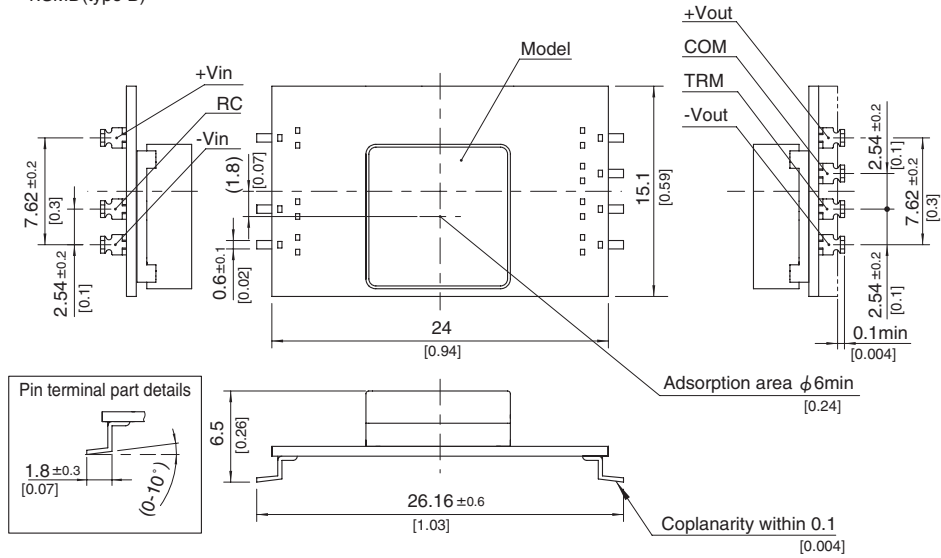 +Vin
RC
-Vin
7.62 ±0.2
[0.3]
2.54 ±0.2
[0.1]
Model
(1.8)
[0.07]
0.6±0.1
[0.02]
15.1
[0.59]
24
[0.94]
+Vout
COM
TRM
-Vout
2.54 ±0.2
[0.1]
7.62 ±0.2
[0.3]
2.54 ±0.2
[0.1]
0.1min
[0.004]
Adsorption area ϕ6min
[0.24]
Pin terminal part details
1.8 ±0.3
[0.07]
(0-10°)
6.5
[0.26]
26.16 ±0.6
[1.03]
Coplanarity within 0.1
[0.004]